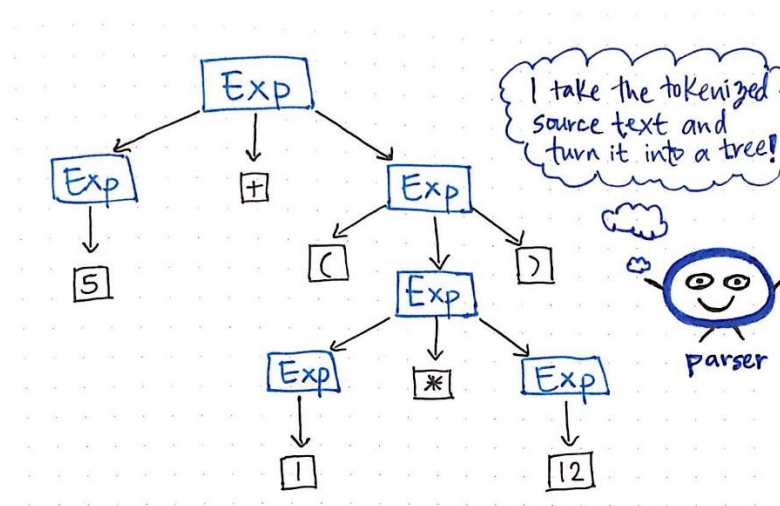 Exp
I take the tokenized
source text and
turn it into a tree!
Exp
+
Exp
5
(
)
Exp
parser
Exp
*
Exp
1
12